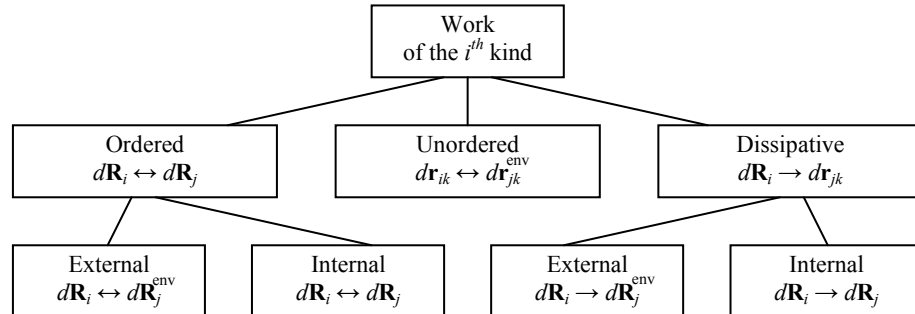 Work
of the i^th kind
Ordered
dR_i ↔ dR_j
Unordered
dr_ik ↔ dr_jk^env
Dissipative
dR_i → dr_jk
External
dR_i ↔ dR_j^env
Internal
dR_i ↔ dR_j
External
dR_i → dR_j^env
Internal
dR_i → dR_j